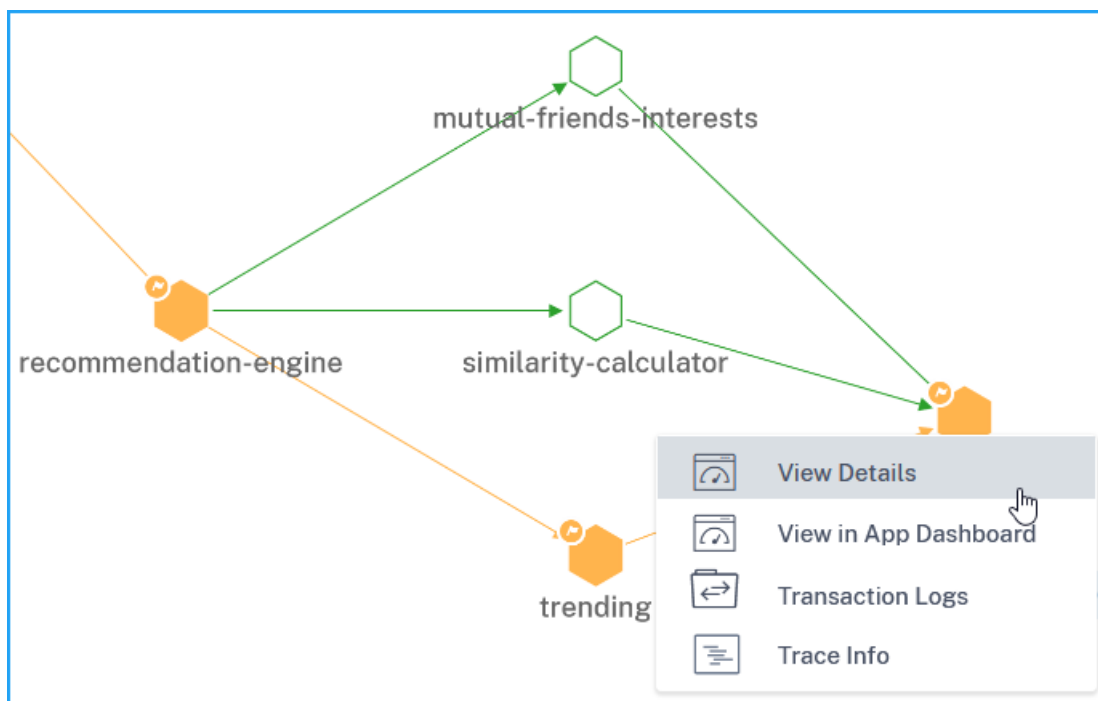 mutual-friends-interests
recommendation-engine
similarity-calculator
trending
View Details
View in App Dashboard
Transaction Logs
Trace Info